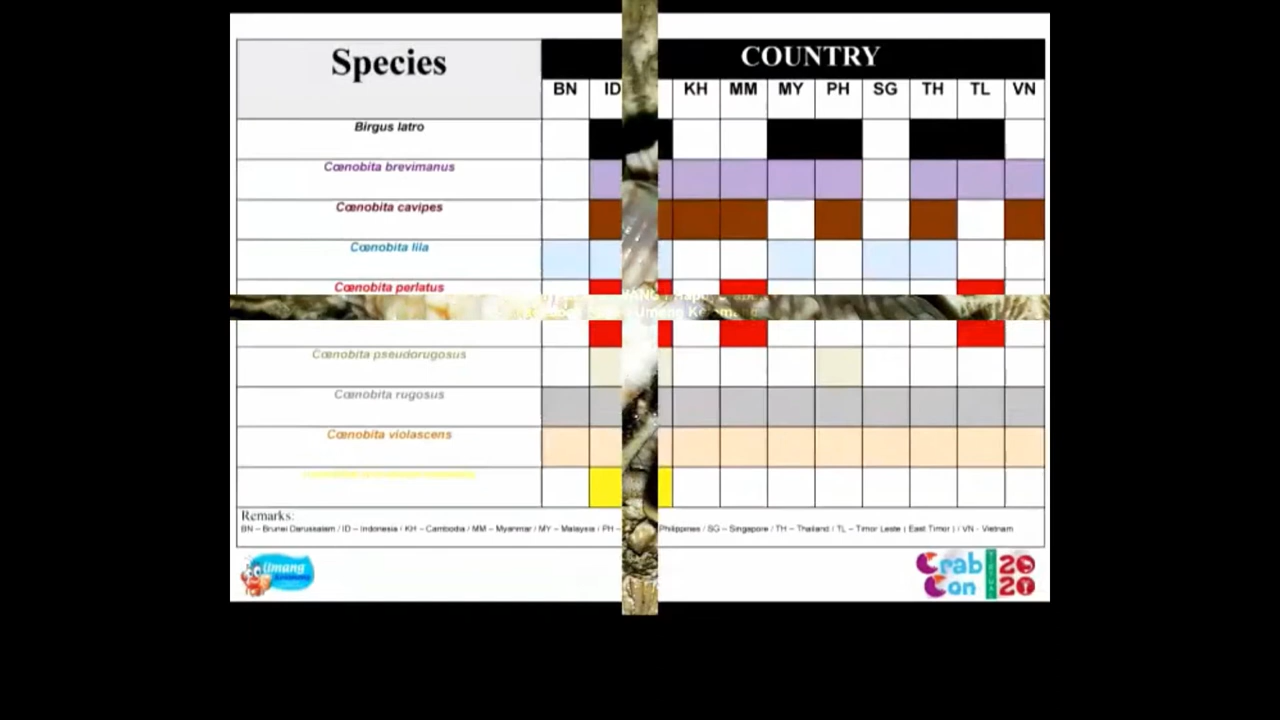 Species
COUNTRY
BN ID KH MM MY PH SG TH TL VN
Birgus latro
Cœnobita brevimanus
Cœnobita cavipes
Cœnobita lila
Cœnobita perlatus
Cœnobita pseudorugosus
Cœnobita rugosus
Cœnobita violascens
Remarks:
BN – Brunei Darussalam / ID – Indonesia / KH – Cambodia / MM – Myanmar / MY – Malaysia / PH – Philippines / SG – Singapore / TH – Thailand / TL – Timor Leste ( East Timor ) / VN - Vietnam
Umang
Crab 20
Con 20